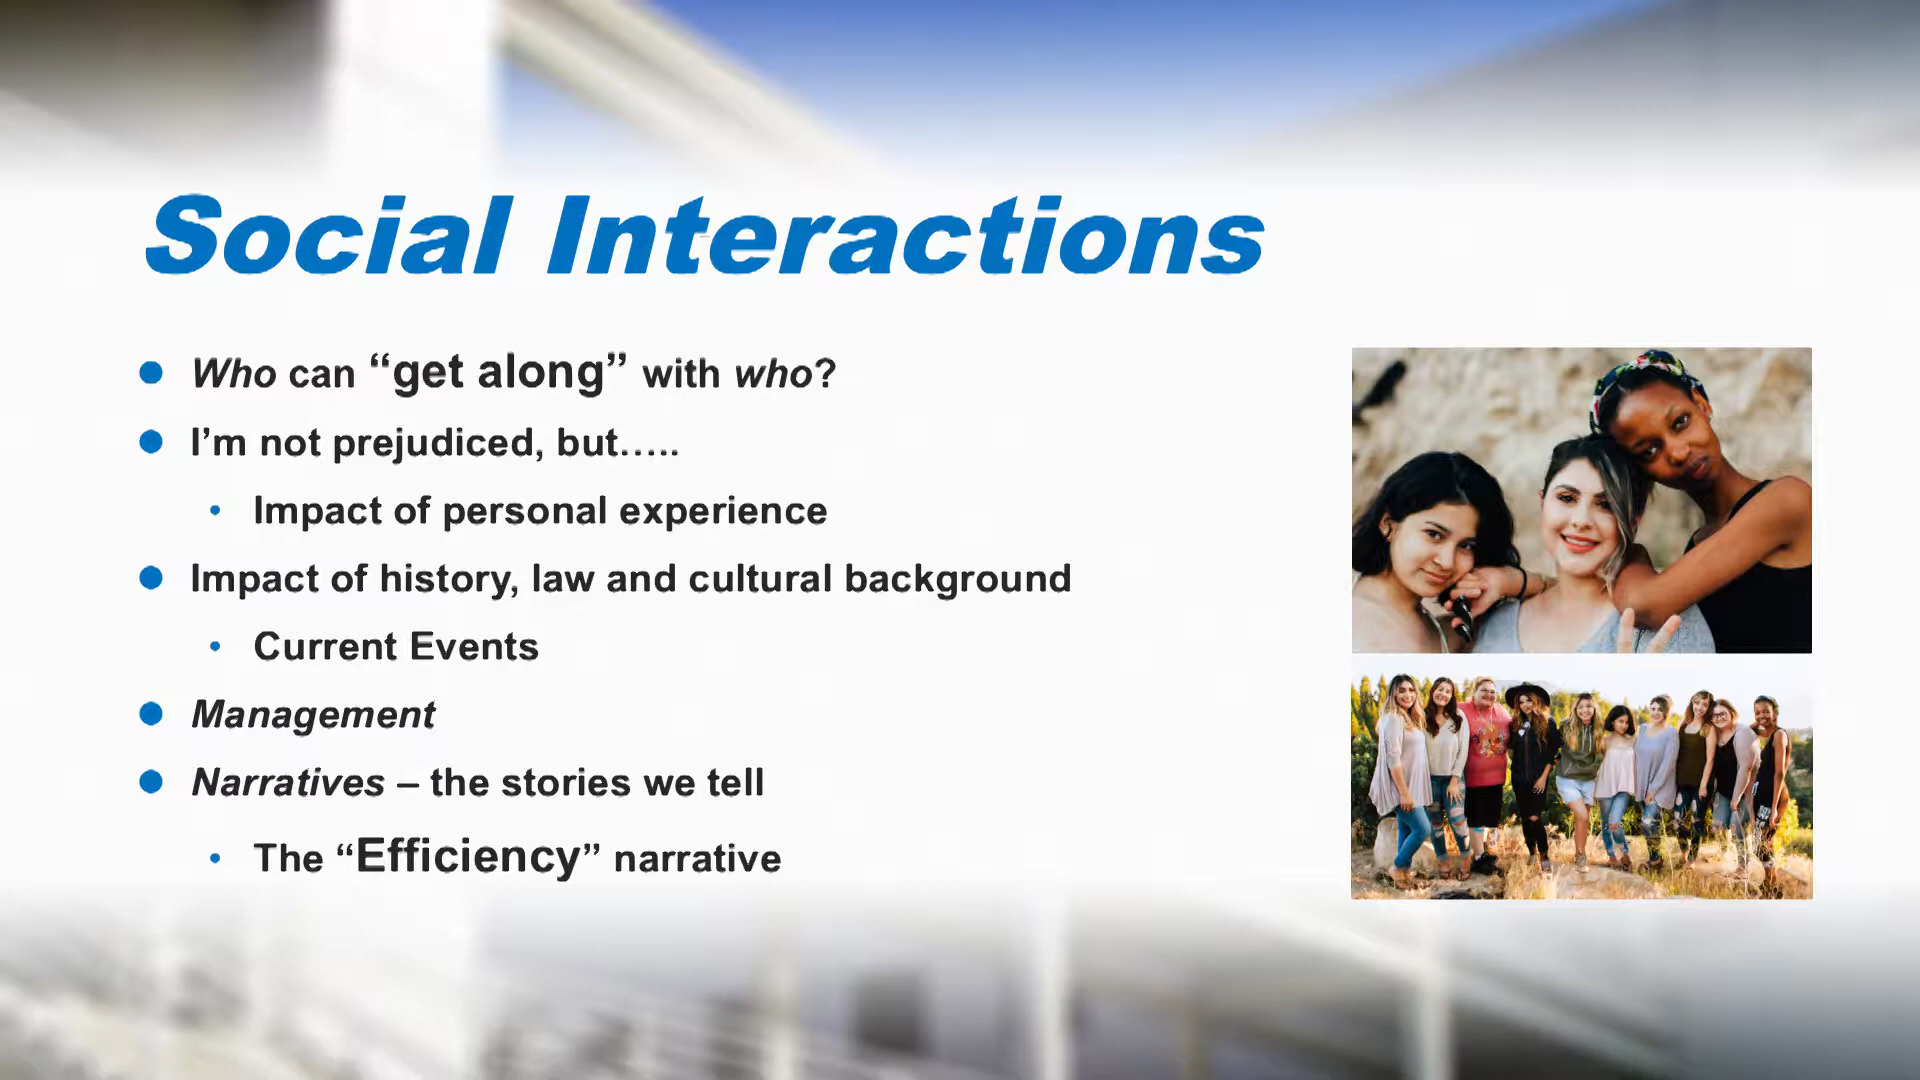 Social Interactions
Who can “get along” with who?
I’m not prejudiced, but…..
Impact of personal experience
Impact of history, law and cultural background
Current Events
Management
Narratives – the stories we tell
The “Efficiency” narrative